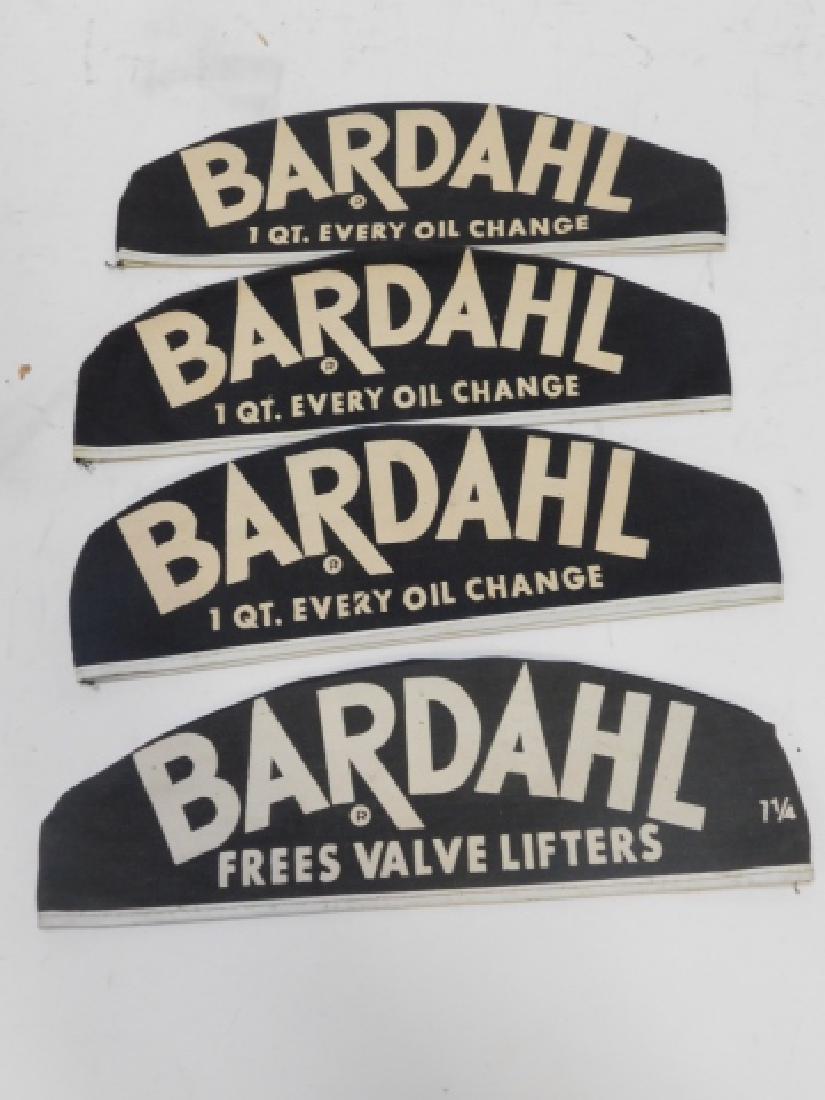 BARDAHL
®
1 QT. EVERY OIL CHANGE
BARDAHL
®
1 QT. EVERY OIL CHANGE
BARDAHL
®
1 QT. EVERY OIL CHANGE
BARDAHL
®
7¼
FREES VALVE LIFTERS